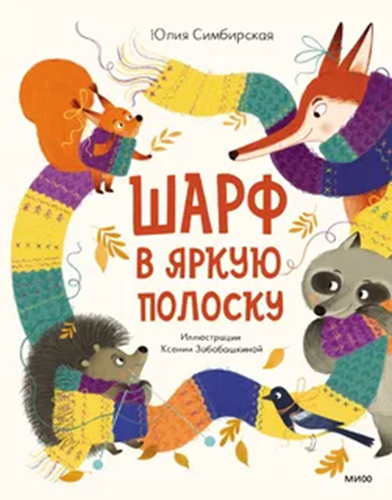 Юлия Симбирская
ШАРФ
В ЯРКУЮ
ПОЛОСКУ
Иллюстрации
Ксении Забабашкиной
МИФ